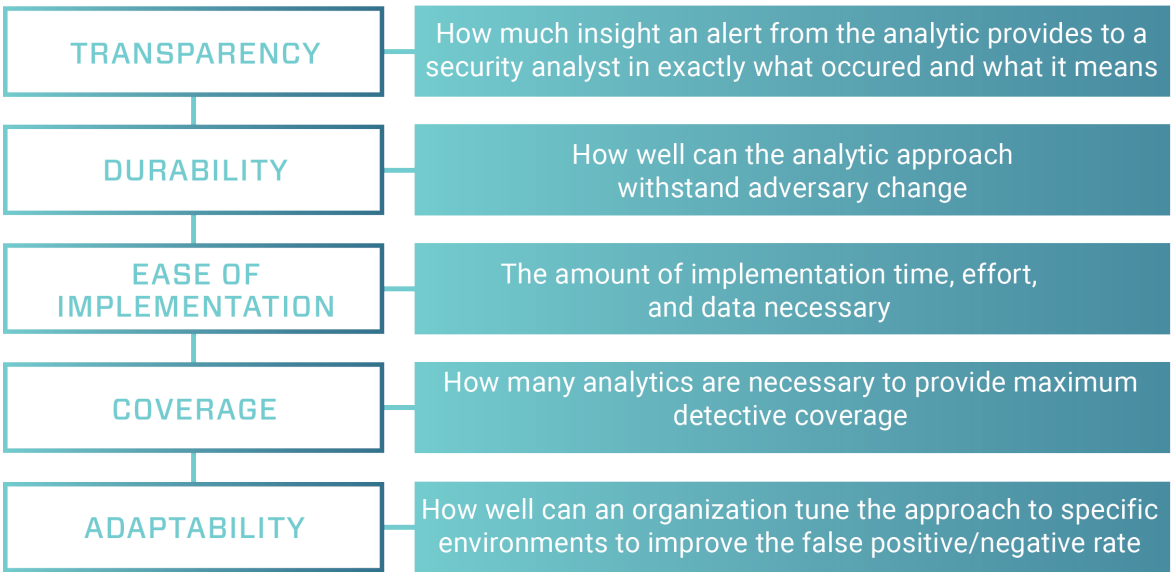 TRANSPARENCY
How much insight an alert from the analytic provides to a
security analyst in exactly what occured and what it means
DURABILITY
How well can the analytic approach
withstand adversary change
EASE OF
IMPLEMENTATION
The amount of implementation time, effort,
and data necessary
COVERAGE
How many analytics are necessary to provide maximum
detective coverage
ADAPTABILITY
How well can an organization tune the approach to specific
environments to improve the false positive/negative rate